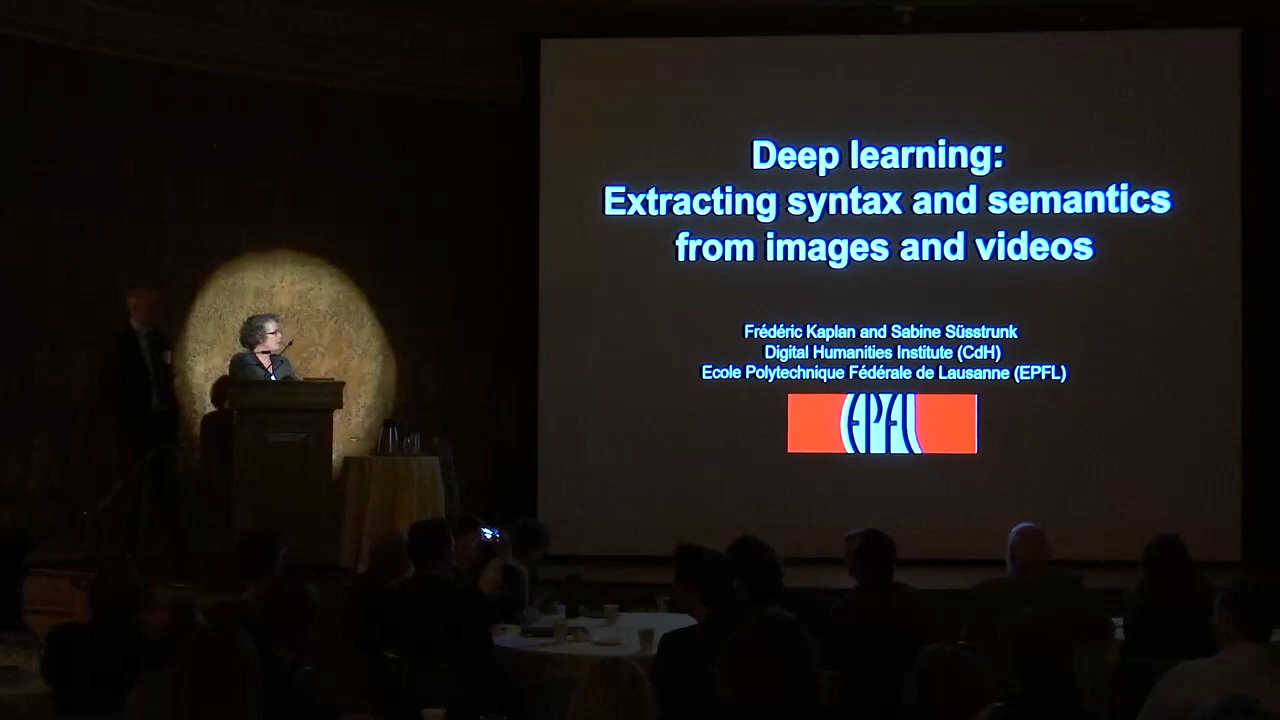 Deep learning:
Extracting syntax and semantics
from images and videos
Frédéric Kaplan and Sabine Süsstrunk
Digital Humanities Institute (CdH)
Ecole Polytechnique Fédérale de Lausanne (EPFL)
EPFL